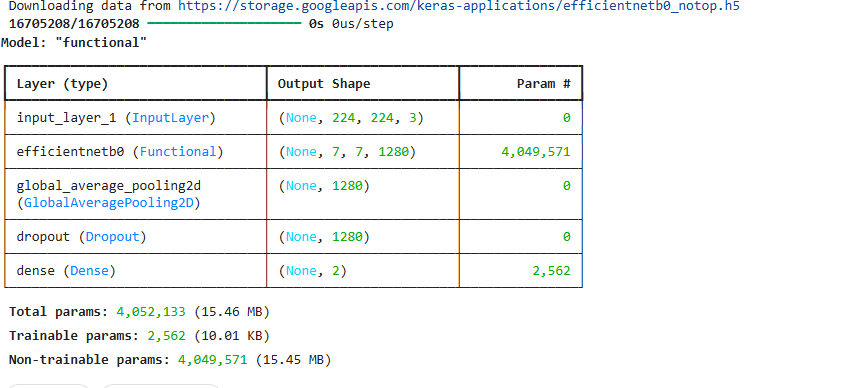 Downloading data from https://storage.googleapis.com/keras-applications/efficientnetb0_notop.h5
16705208/16705208 0s 0us/step
Model: "functional"
Layer (type) Output Shape Param #
input_layer_1 (InputLayer) (None, 224, 224, 3) 0
efficientnetb0 (Functional) (None, 7, 7, 1280) 4,049,571
global_average_pooling2d (None, 1280) 0
(GlobalAveragePooling2D)
dropout (Dropout) (None, 1280) 0
dense (Dense) (None, 2) 2,562
Total params: 4,052,133 (15.46 MB)
Trainable params: 2,562 (10.01 KB)
Non-trainable params: 4,049,571 (15.45 MB)